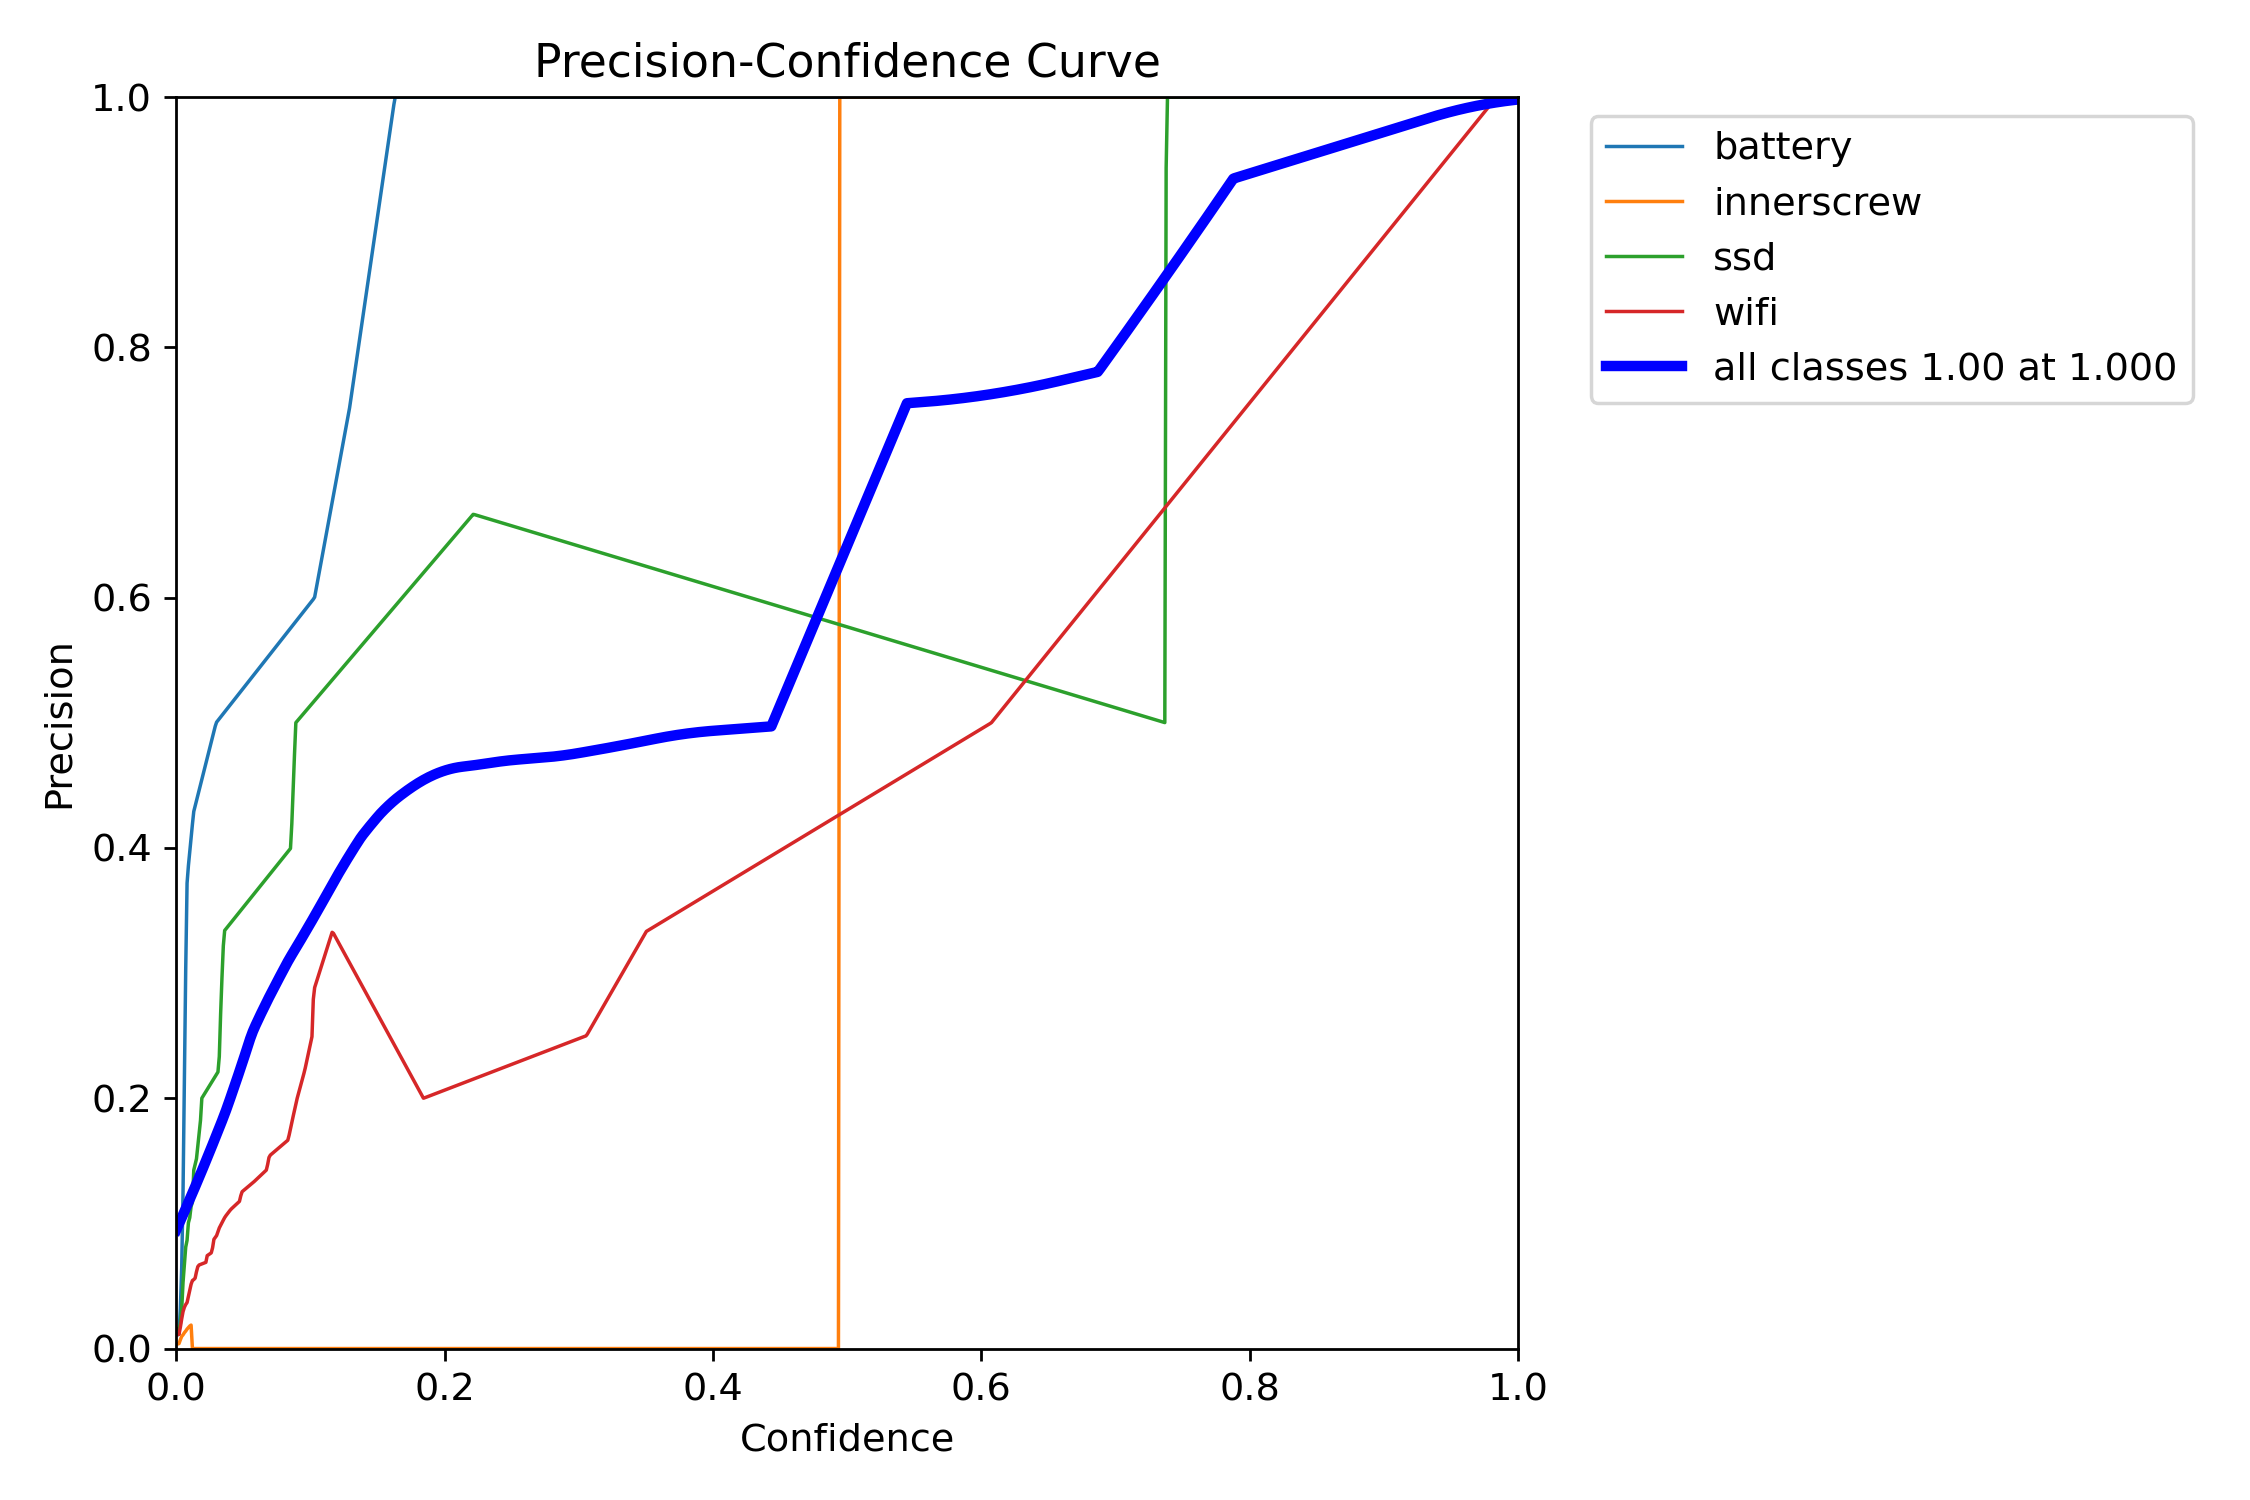 Precision-Confidence Curve
1.0
0.8
0.6
0.4
0.2
0.0
Precision
0.0 0.2 0.4 0.6 0.8 1.0
Confidence
battery
innerscrew
ssd
wifi
all classes 1.00 at 1.000